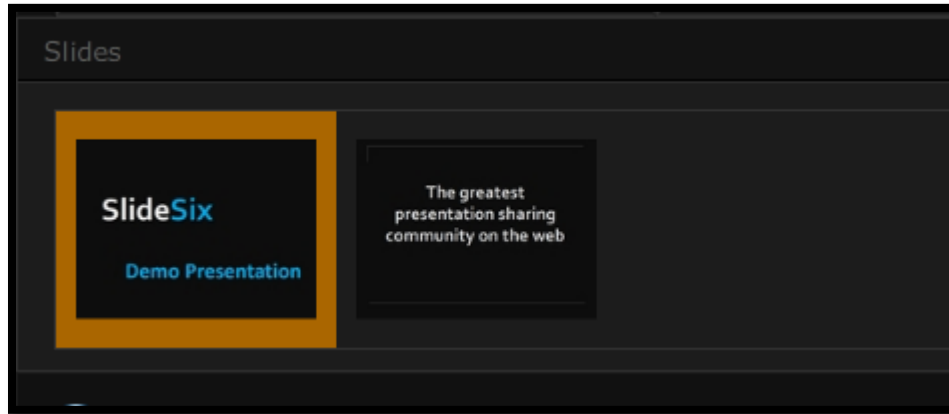 Slides
SlideSix
Demo Presentation
The greatest
presentation sharing
community on the web